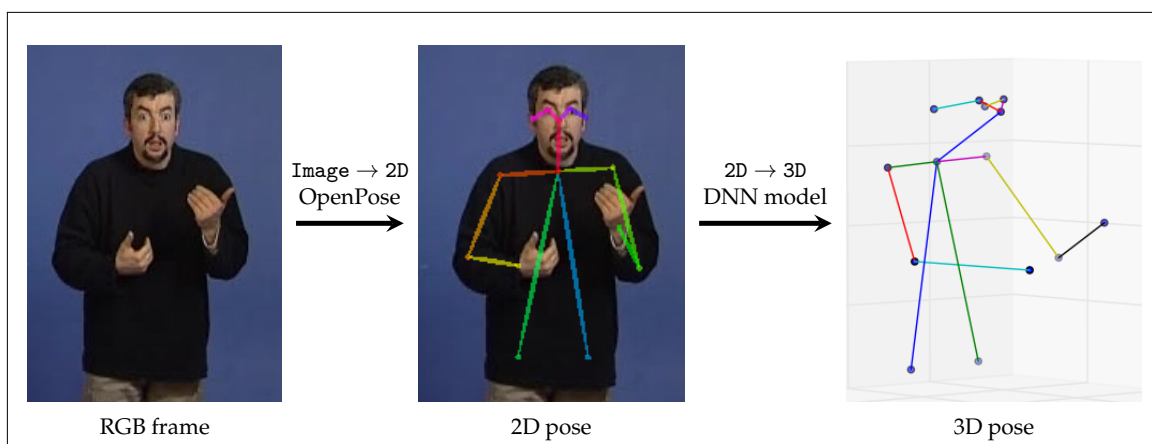 Image → 2D
OpenPose
2D → 3D
DNN model
RGB frame
2D pose
3D pose